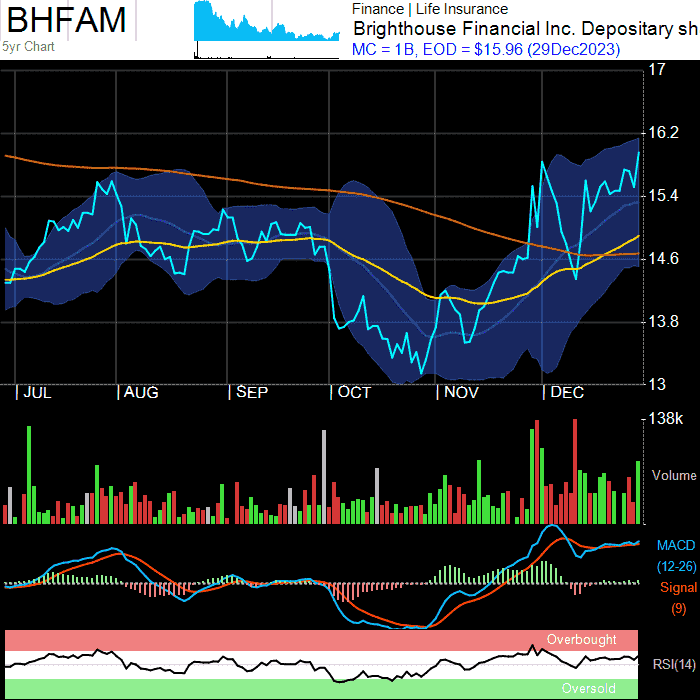 BHFAM
5yr Chart
Finance | Life Insurance
Brighthouse Financial Inc. Depositary sh
MC = 1B, EOD = $15.96 (29Dec2023)
17
16.2
15.4
14.6
13.8
13
| JUL | AUG | SEP | OCT | NOV | DEC
138k
Volume
MACD
(12-26)
Signal
(9)
Overbought
RSI(14)
Oversold